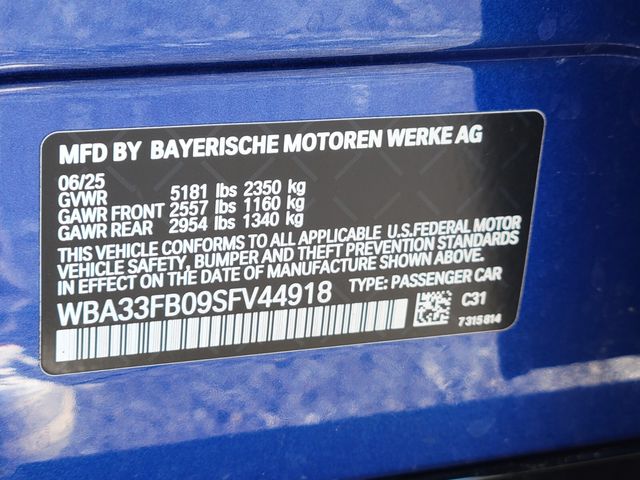 MFD BY BAYERISCHE MOTOREN WERKE AG
06/25
GVWR 5181 lbs 2350 kg
GAWR FRONT 2557 lbs 1160 kg
GAWR REAR 2954 lbs 1340 kg
THIS VEHICLE CONFORMS TO ALL APPLICABLE U.S.FEDERAL MOTOR
VEHICLE SAFETY, BUMPER AND THEFT PREVENTION STANDARDS
IN EFFECT ON THE DATE OF MANUFACTURE SHOWN ABOVE.
WBA33FB09SFV44918 TYPE: PASSENGER CAR
C31
7315814